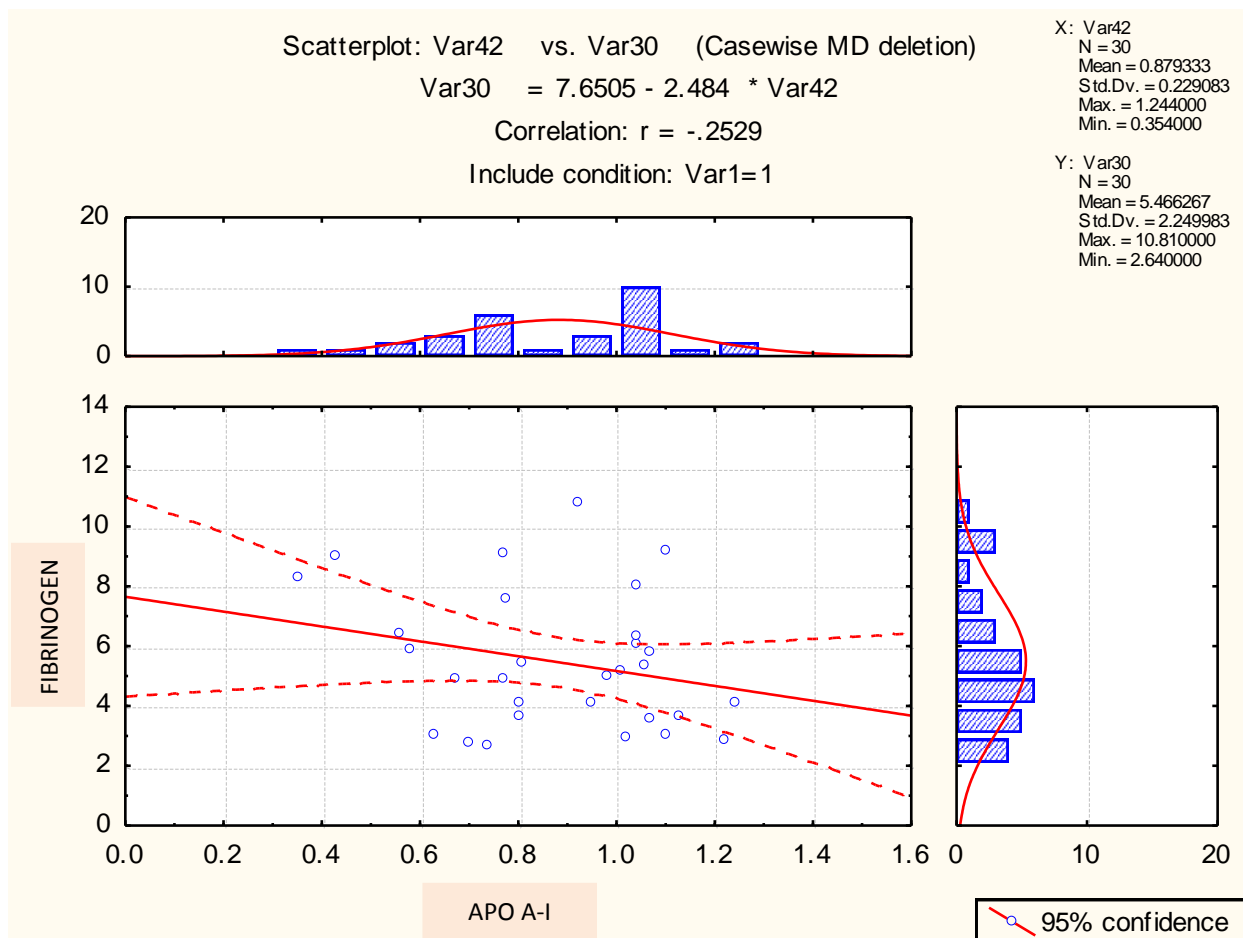 Scatterplot: Var42 vs. Var30 (Casewise MD deletion)
Var30 = 7.6505 - 2.484 * Var42
Correlation: r = -.2529
Include condition: Var1=1
X: Var42
N = 30
Mean = 0.879333
Std.Dv. = 0.229083
Max. = 1.244000
Min. = 0.354000
Y: Var30
N = 30
Mean = 5.466267
Std.Dv. = 2.249983
Max. = 10.810000
Min. = 2.640000
20
10
0
14
12
10
8
6
4
2
0
FIBRINOGEN
0.0 0.2 0.4 0.6 0.8 1.0 1.2 1.4 1.6
0 10 20
APO A-I
95% confidence